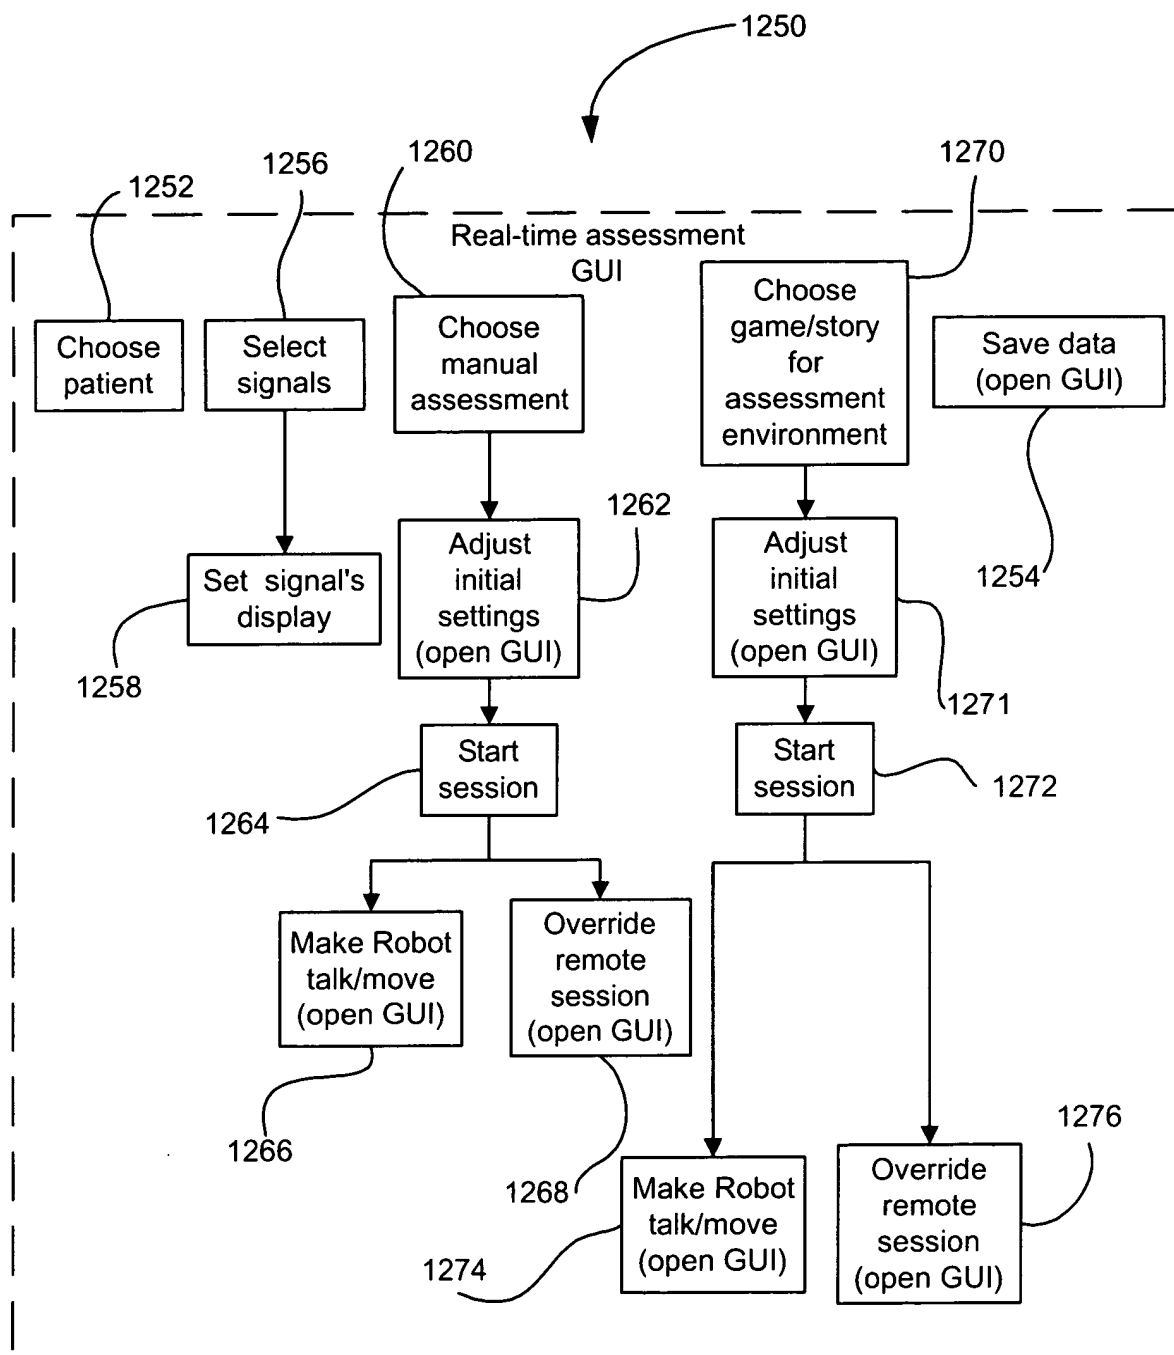 1250
1260
1270
1256
1252
Real-time assessment
GUI
Choose
patient
Select
signals
Choose
manual
assessment
Choose
game/story
for
assessment
environment
Save data
(open GUI)
1254
Set signal's
display
1258
Adjust
initial
settings
(open GUI)
1262
Adjust
initial
settings
(open GUI)
1271
Start
session
1264
Start
session
1272
Make Robot
talk/move
(open GUI)
1266
Override
remote
session
(open GUI)
1268
Make Robot
talk/move
(open GUI)
1274
Override
remote
session
(open GUI)
1276